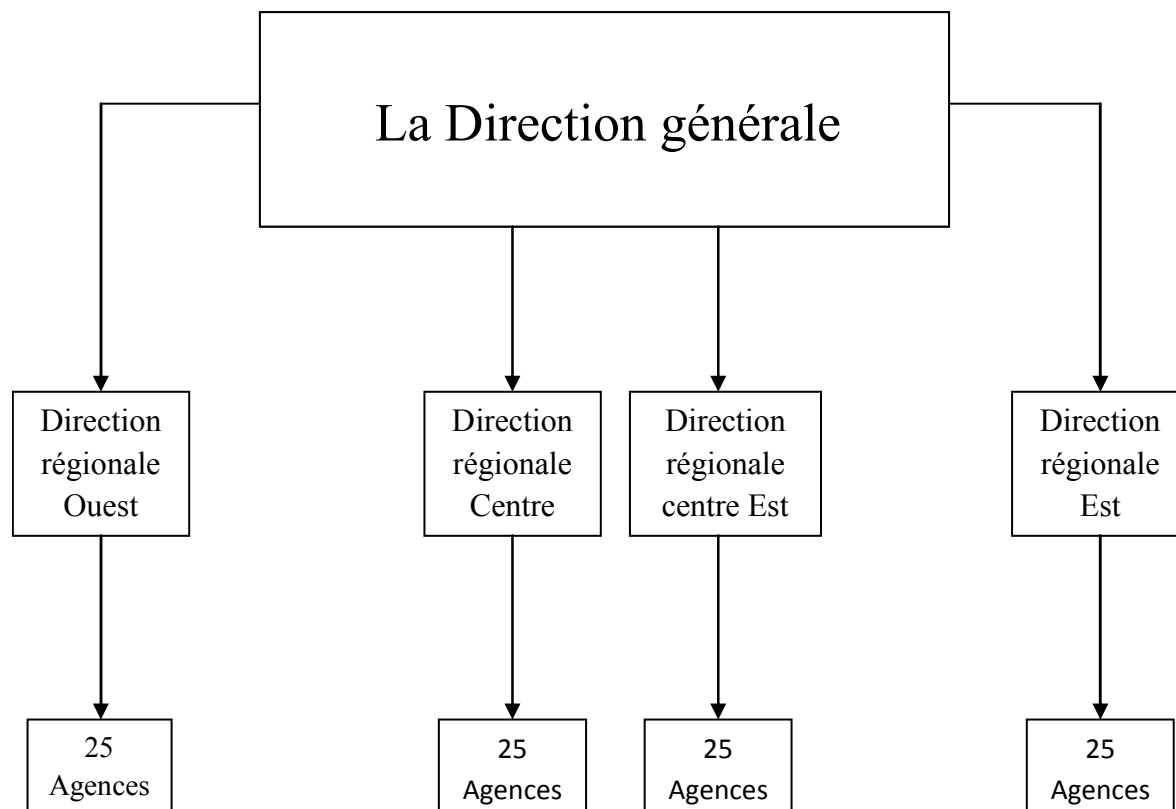 La Direction générale
Direction
régionale
Ouest
Direction
régionale
Centre
Direction
régionale
centre Est
Direction
régionale
Est
25
Agences
25
Agences
25
Agences
25
Agences